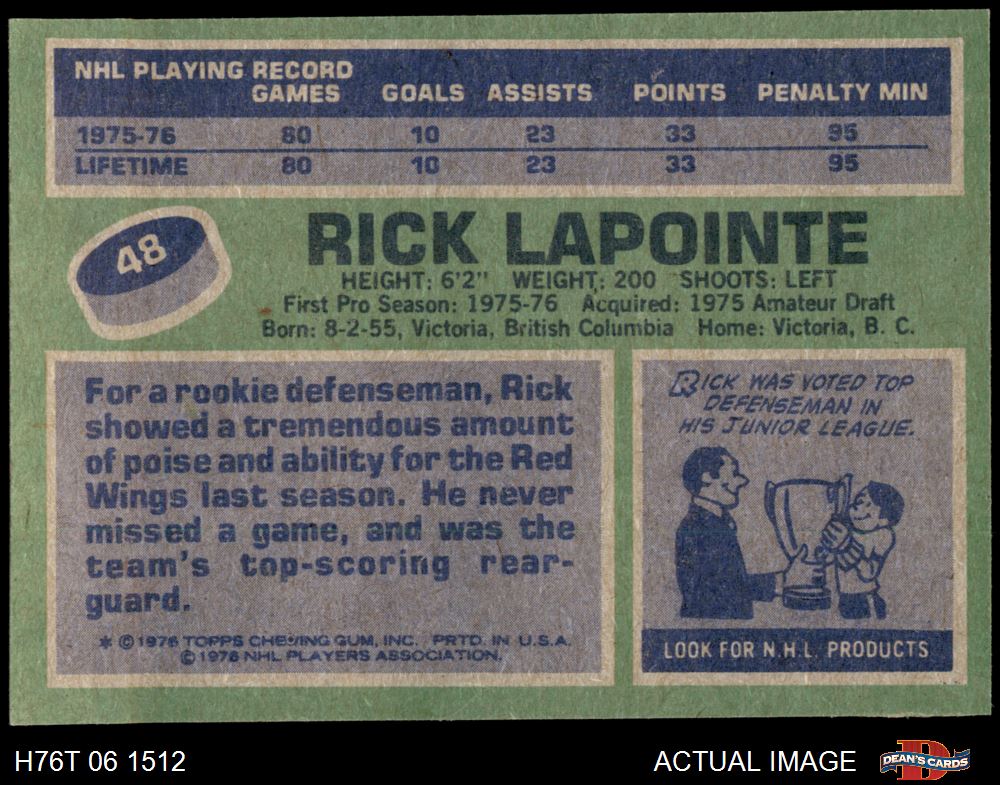 NHL PLAYING RECORD
GAMES GOALS ASSISTS POINTS PENALTY MIN
1975-76 80 10 23 33 95
LIFETIME 80 10 23 33 95
48
RICK LAPOINTE
HEIGHT: 6'2" WEIGHT: 200 SHOOTS: LEFT
First Pro Season: 1975-76 Acquired: 1975 Amateur Draft
Born: 8-2-55, Victoria, British Columbia Home: Victoria, B. C.
For a rookie defenseman, Rick
showed a tremendous amount
of poise and ability for the Red
Wings last season. He never
missed a game, and was the
team's top-scoring rear-
guard.
* © 1976 TOPPS CHEWING GUM, INC. PRTD. IN U.S.A.
© 1976 NHL PLAYERS ASSOCIATION.
RICK WAS VOTED TOP
DEFENSEMAN IN
HIS JUNIOR LEAGUE.
LOOK FOR N.H.L. PRODUCTS
H76T 06 1512 ACTUAL IMAGE
D
DEAN'S CARDS